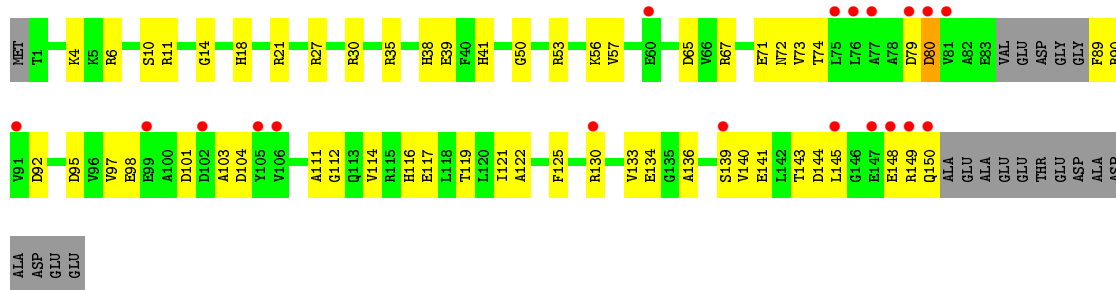 MET T1 K4 K5 R6 S10 R11 G14 H18 R21 R27 R30 R35 H38 E39 F40 H41 G50 R53 K56 V57 E60 D65 V66 R67 E71 N72 V73 T74 L75 L76 A77 A78 D79 D80 V81 A82 E83 VAL GLU ASP GLY GLY F89
V91 D92 D95 V96 V97 E98 E99 A100 D101 D102 A103 D104 Y105 V106 A111 G112 Q113 V114 R115 H116 E117 L118 T119 L120 I121 A122 F125 R130 V133 E134 G135 A136 S139 V140 E141 L142 T143 D144 L145 G146 E147 E148 R149 Q150 ALA GLU ALA GLU GLU THR GLU ASP ALA
ALA ASP GLU GLU